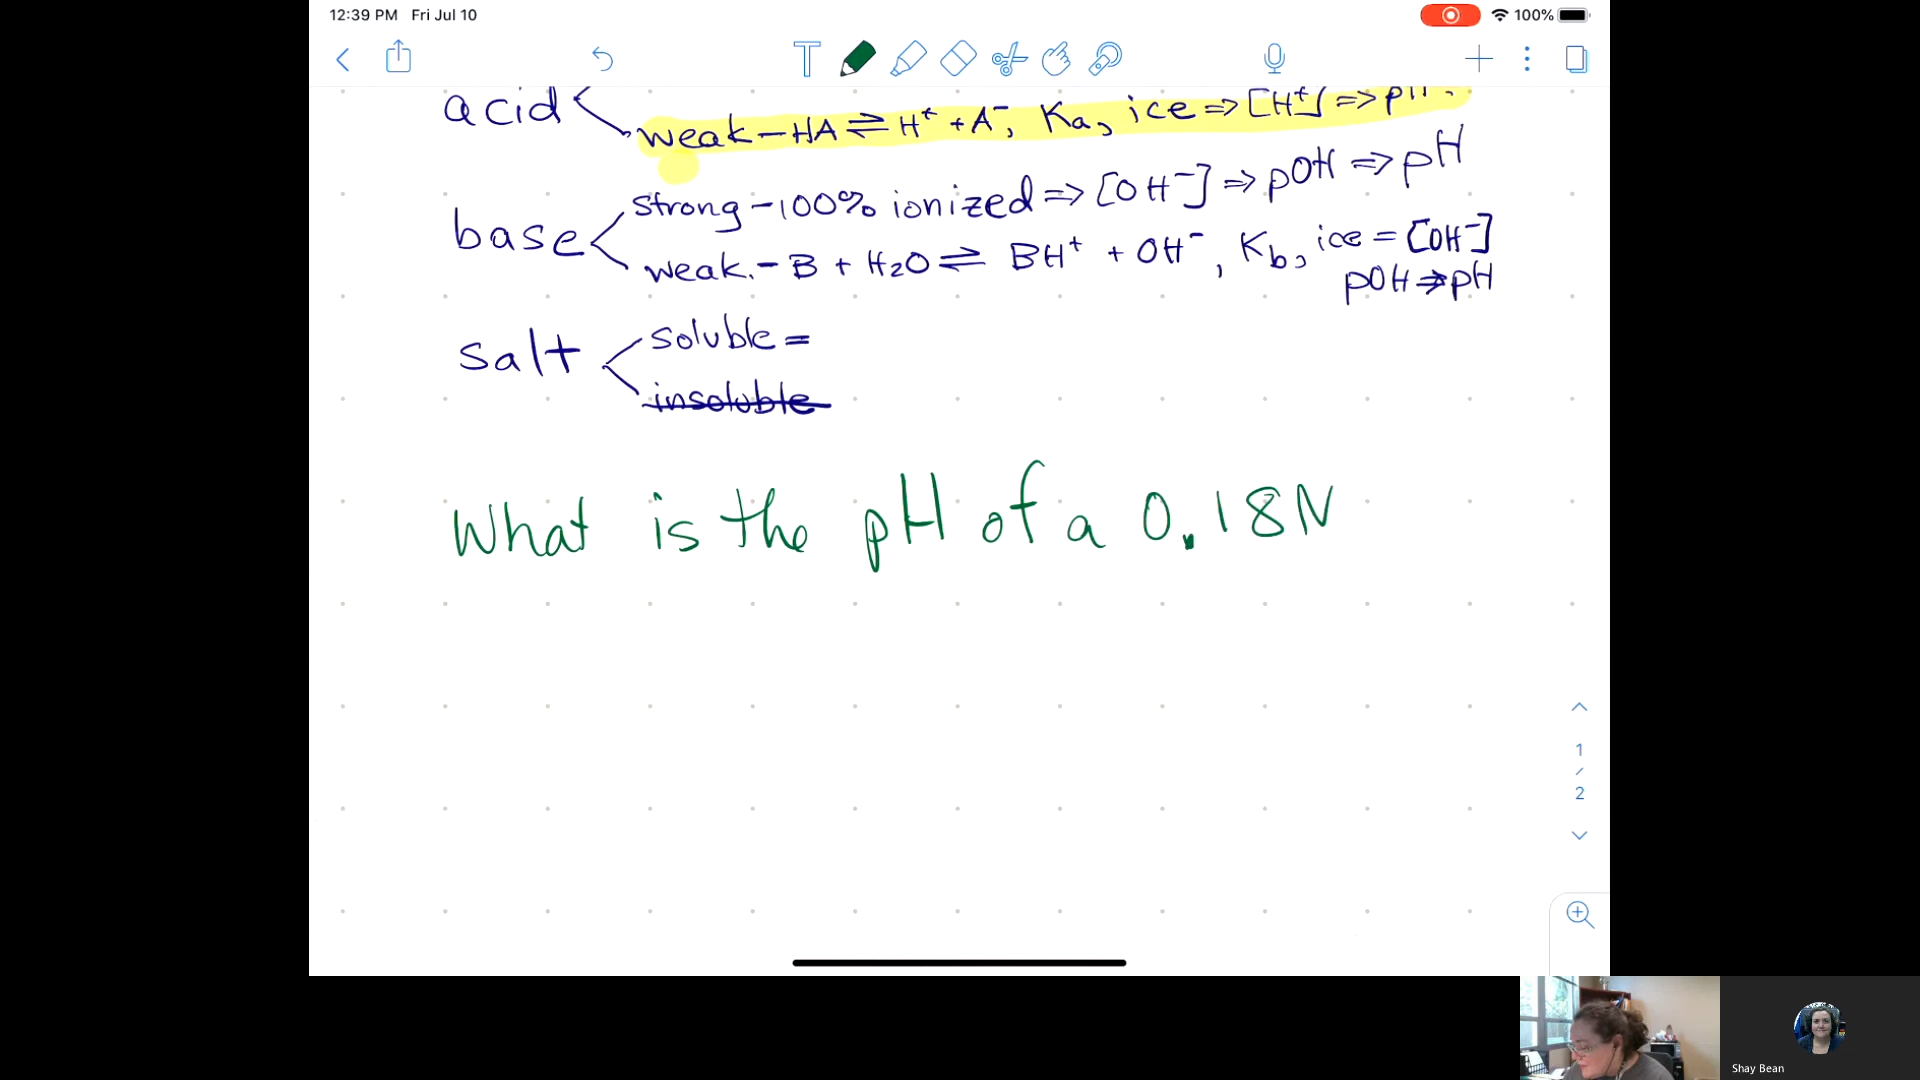 12:39 PM Fri Jul 10
100%
acid
weak - HA ⇌ H⁺ + A⁻, Ka, ice ⇒ [H⁺] ⇒ pH.
base
strong - 100% ionized ⇒ [OH⁻] ⇒ pOH ⇒ pH
weak. - B + H₂O ⇌ BH⁺ + OH⁻, Kb, ice = [OH⁻]
pOH ⇒ pH
salt
soluble =
insoluble
What is the pH of a 0.18N
1
/
2
Shay Bean